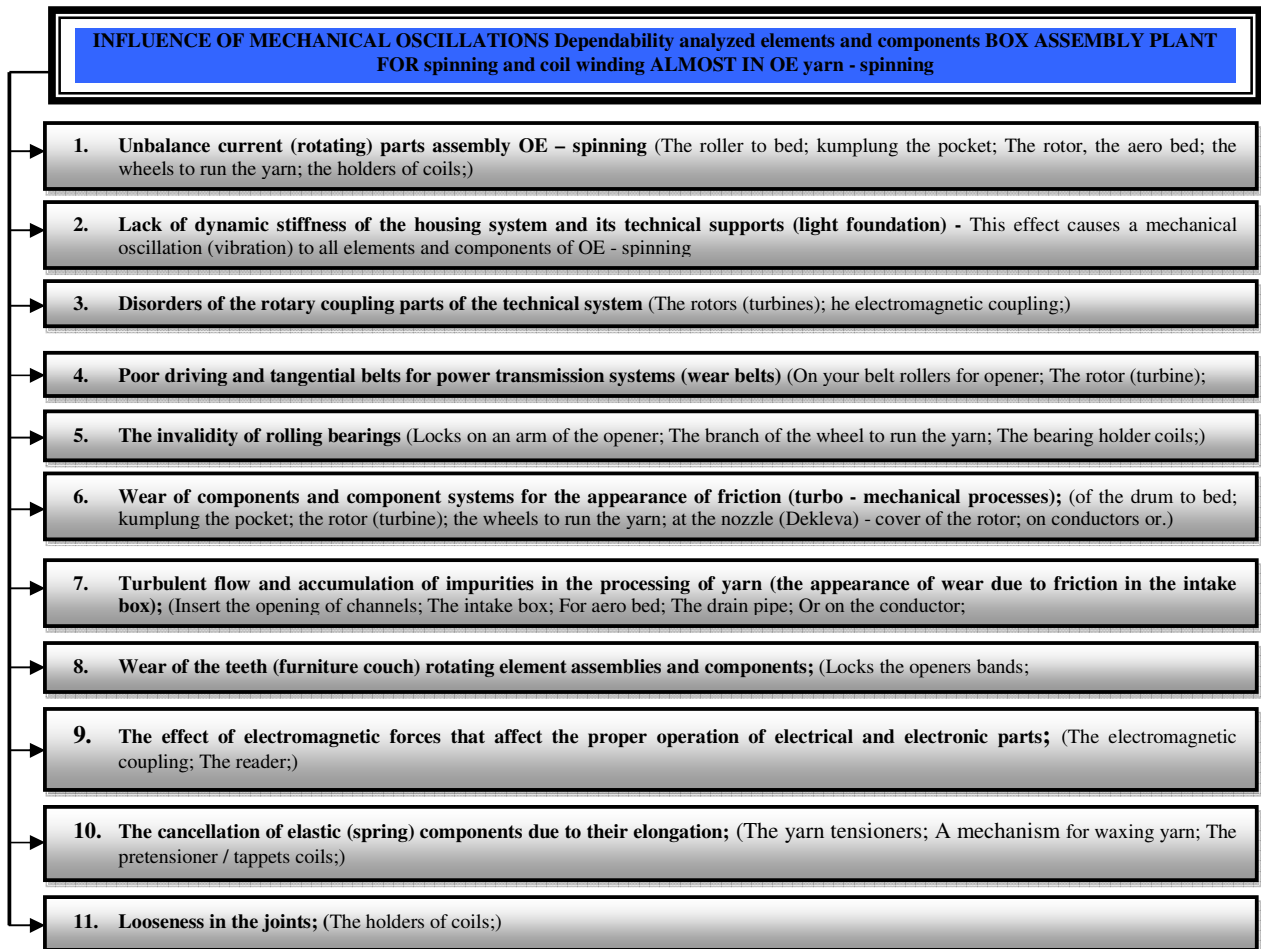 INFLUENCE OF MECHANICAL OSCILLATIONS Dependability analyzed elements and components BOX ASSEMBLY PLANT
FOR spinning and coil winding ALMOST IN OE yarn - spinning
1. Unbalance current (rotating) parts assembly OE – spinning (The roller to bed; kumplung the pocket; The rotor, the aero bed; the
wheels to run the yarn; the holders of coils;)
2. Lack of dynamic stiffness of the housing system and its technical supports (light foundation) - This effect causes a mechanical
oscillation (vibration) to all elements and components of OE - spinning
3. Disorders of the rotary coupling parts of the technical system (The rotors (turbines); he electromagnetic coupling;)
4. Poor driving and tangential belts for power transmission systems (wear belts) (On your belt rollers for opener; The rotor (turbine);
5. The invalidity of rolling bearings (Locks on an arm of the opener; The branch of the wheel to run the yarn; The bearing holder coils;)
6. Wear of components and component systems for the appearance of friction (turbo - mechanical processes); (of the drum to bed;
kumplung the pocket; the rotor (turbine); the wheels to run the yarn; at the nozzle (Dekleva) - cover of the rotor; on conductors or.)
7. Turbulent flow and accumulation of impurities in the processing of yarn (the appearance of wear due to friction in the intake
box); (Insert the opening of channels; The intake box; For aero bed; The drain pipe; Or on the conductor;
8. Wear of the teeth (furniture couch) rotating element assemblies and components; (Locks the openers bands;
9. The effect of electromagnetic forces that affect the proper operation of electrical and electronic parts; (The electromagnetic
coupling; The reader;)
10. The cancellation of elastic (spring) components due to their elongation; (The yarn tensioners; A mechanism for waxing yarn; The
pretensioner / tappets coils;)
11. Looseness in the joints; (The holders of coils;)